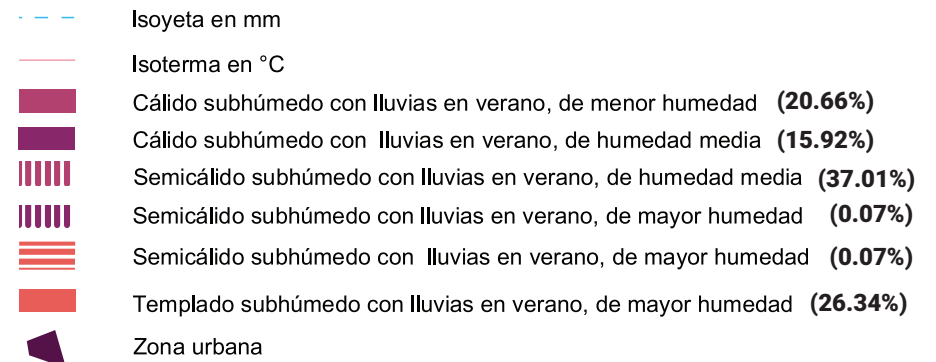 Isoyeta en mm
Isoterma en °C
Cálido subhúmedo con lluvias en verano, de menor humedad (20.66%)
Cálido subhúmedo con lluvias en verano, de humedad media (15.92%)
Semicálido subhúmedo con lluvias en verano, de humedad media (37.01%)
Semicálido subhúmedo con lluvias en verano, de mayor humedad (0.07%)
Semicálido subhúmedo con lluvias en verano, de mayor humedad (0.07%)
Templado subhúmedo con lluvias en verano, de mayor humedad (26.34%)
Zona urbana